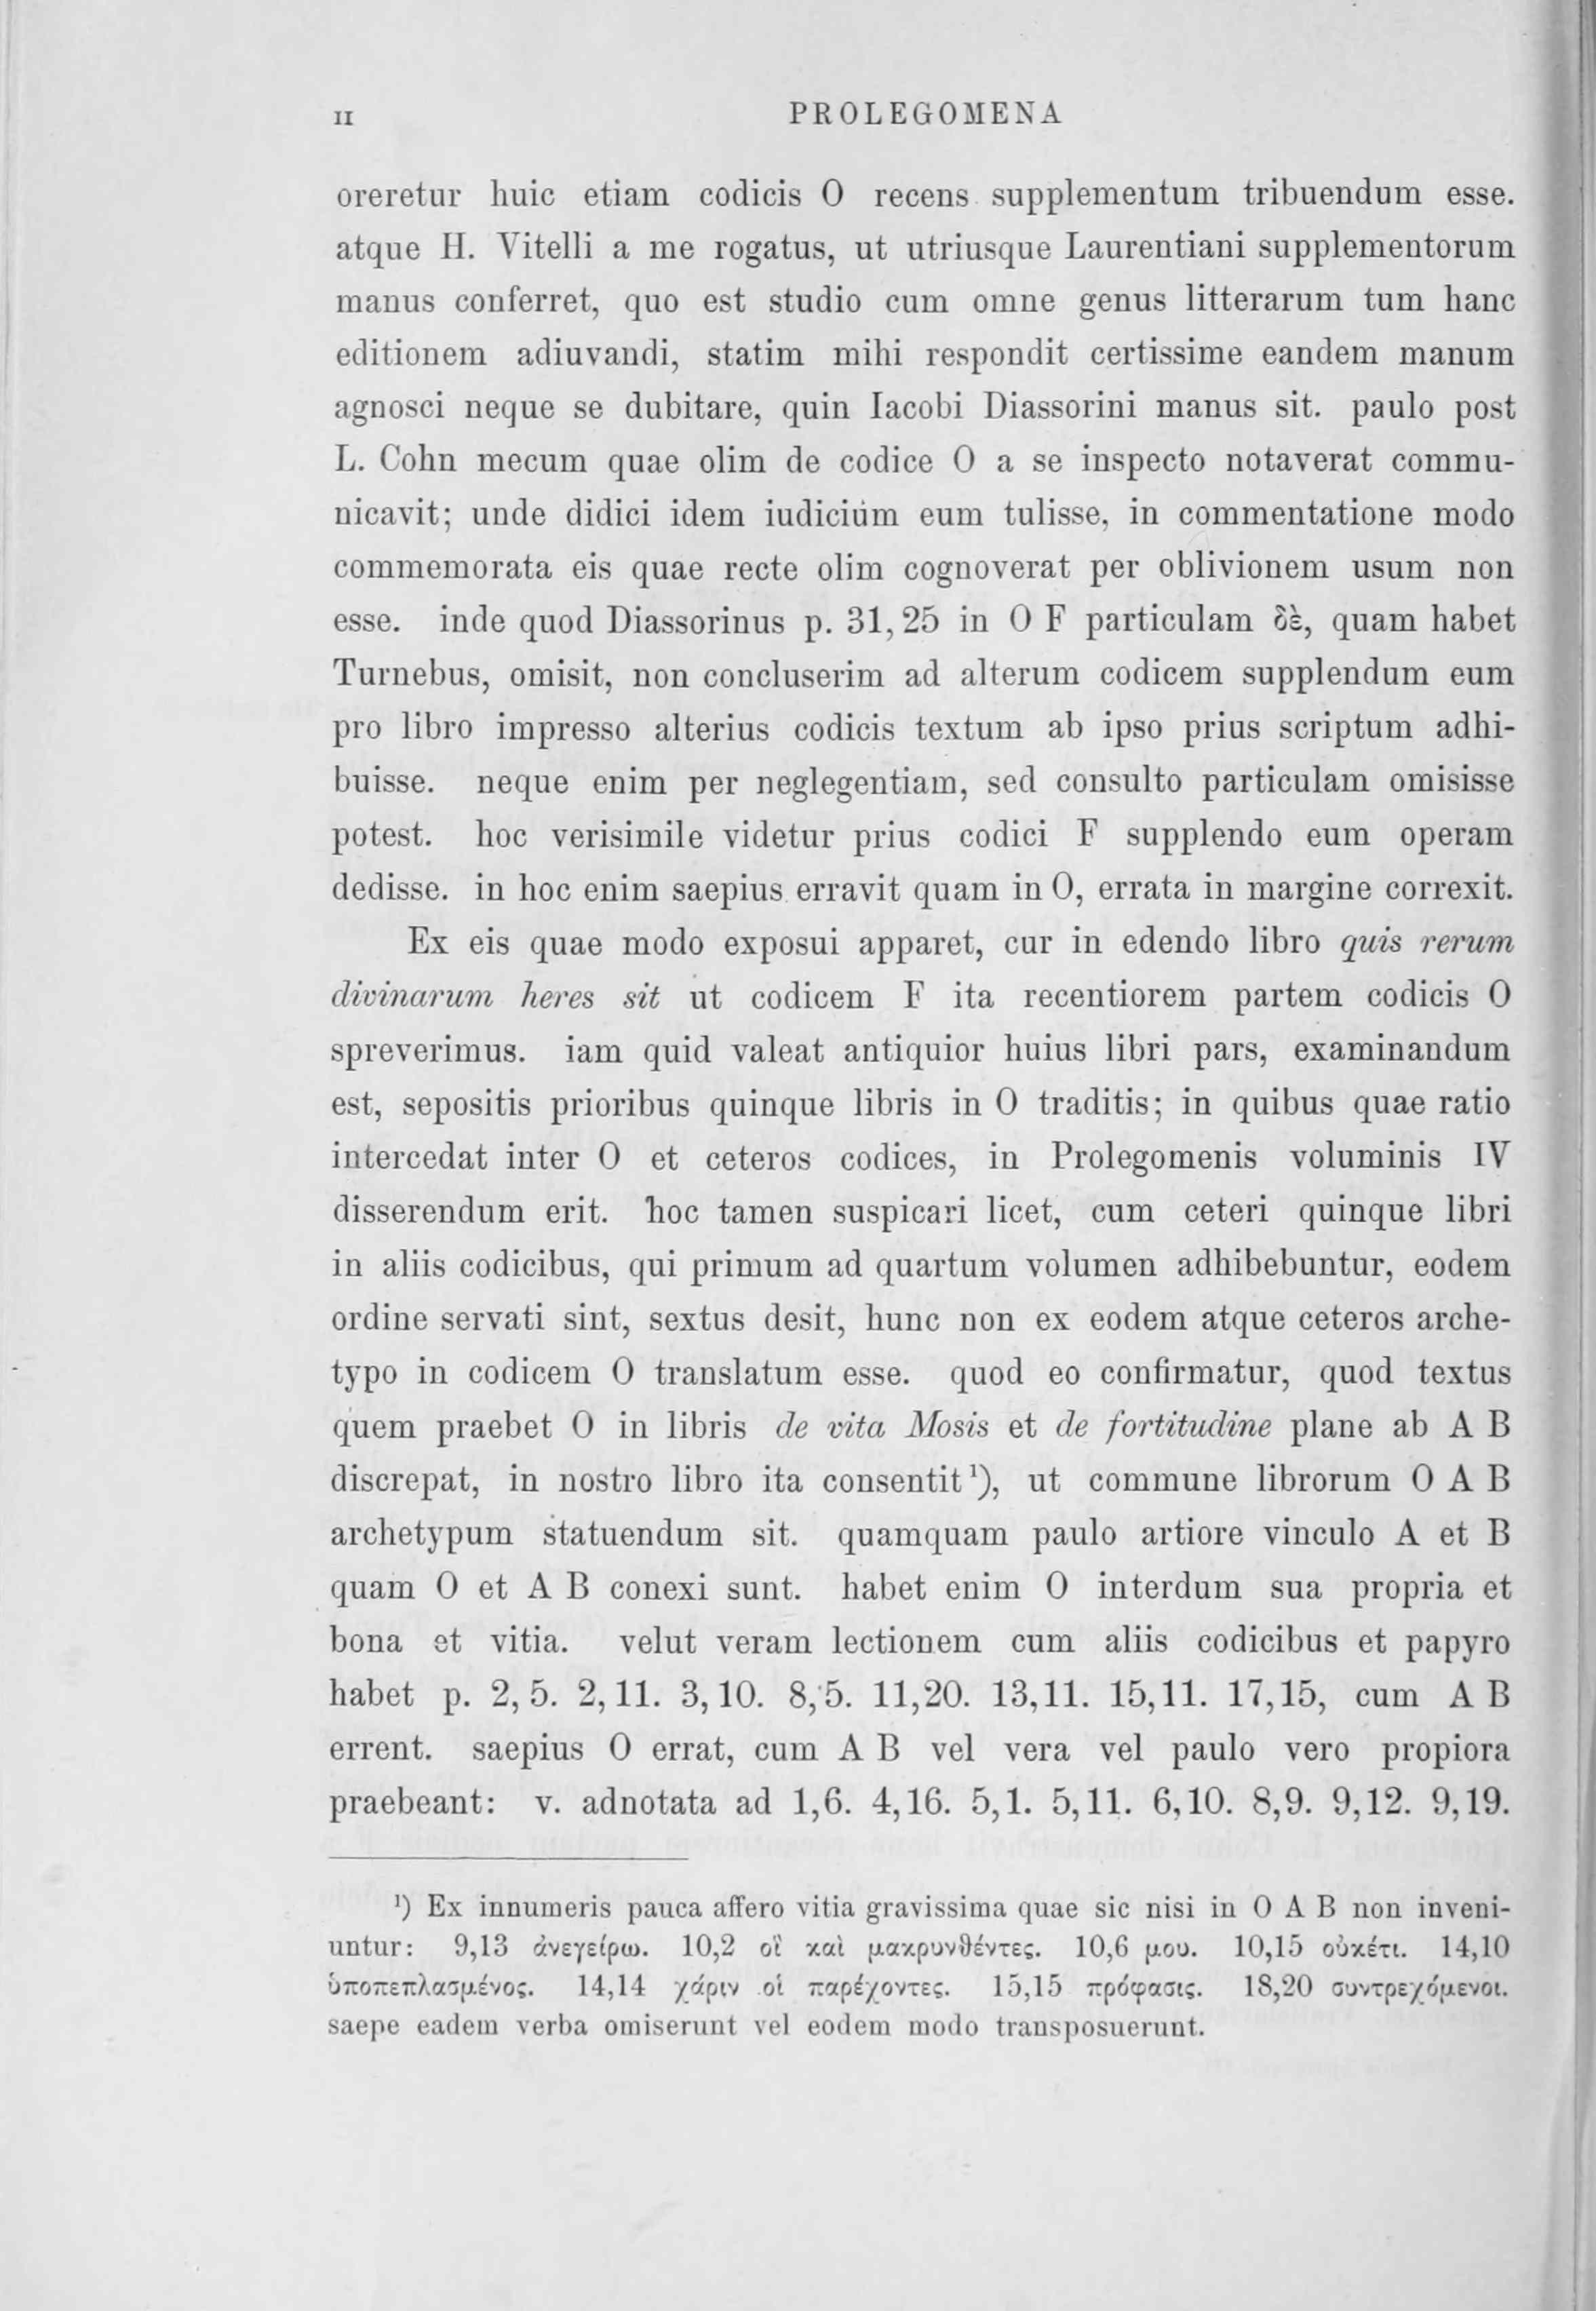 II PROLEGOMENA
oreretur huic etiam codicis O recens supplementum tribuendum esse.
atque H. Vitelli a me rogatus, ut utriusque Laurentiani supplementorum
manus conferret, quo est studio cum omne genus litterarum tum hanc
editionem adiuvandi, statim mihi respondit certissime eandem manum
agnosci neque se dubitare, quin Iacobi Diassorini manus sit. paulo post
L. Cohn mecum quae olim de codice O a se inspecto notaverat commu-
nicavit; unde didici idem iudicium eum tulisse, in commentatione modo
commemorata eis quae recte olim cognoverat per oblivionem usum non
esse. inde quod Diassorinus p. 31, 25 in O F particulam δὲ, quam habet
Turnebus, omisit, non concluserim ad alterum codicem supplendum eum
pro libro impresso alterius codicis textum ab ipso prius scriptum adhi-
buisse. neque enim per neglegentiam, sed consulto particulam omisisse
potest. hoc verisimile videtur prius codici F supplendo eum operam
dedisse. in hoc enim saepius erravit quam in O, errata in margine correxit.
Ex eis quae modo exposui apparet, cur in edendo libro quis rerum
divinarum heres sit ut codicem F ita recentiorem partem codicis O
spreverimus. iam quid valeat antiquior huius libri pars, examinandum
est, sepositis prioribus quinque libris in O traditis; in quibus quae ratio
intercedat inter O et ceteros codices, in Prolegomenis voluminis IV
disserendum erit. hoc tamen suspicari licet, cum ceteri quinque libri
in aliis codicibus, qui primum ad quartum volumen adhibebuntur, eodem
ordine servati sint, sextus desit, hunc non ex eodem atque ceteros arche-
typo in codicem O translatum esse. quod eo confirmatur, quod textus
quem praebet O in libris de vita Mosis et de fortitudine plane ab A B
discrepat, in nostro libro ita consentit ¹), ut commune librorum O A B
archetypum statuendum sit. quamquam paulo artiore vinculo A et B
quam O et A B conexi sunt. habet enim O interdum sua propria et
bona et vitia. velut veram lectionem cum aliis codicibus et papyro
habet p. 2, 5. 2, 11. 3, 10. 8, 5. 11,20. 13,11. 15,11. 17,15, cum A B
errent. saepius O errat, cum A B vel vera vel paulo vero propiora
praebeant: v. adnotata ad 1,6. 4,16. 5,1. 5,11. 6,10. 8,9. 9,12. 9,19.
¹) Ex innumeris pauca affero vitia gravissima quae sic nisi in O A B non inveni-
untur: 9,13 ἀνεγείρω. 10,2 οἳ καὶ μακρυνθέντες. 10,6 μου. 10,15 οὐκέτι. 14,10
ὑποπεπλασμένος. 14,14 χάριν οἱ παρέχοντες. 15,15 πρόφασις. 18,20 συντρεχόμενοι.
saepe eadem verba omiserunt vel eodem modo transposuerunt.